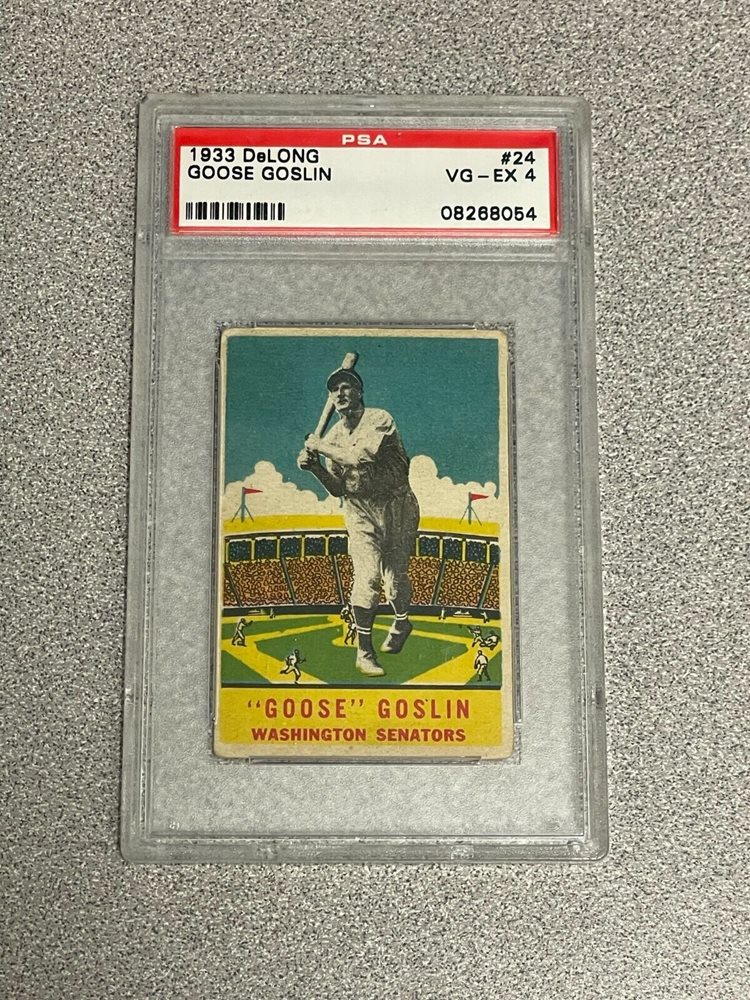 PSA
1933 DeLONG #24
GOOSE GOSLIN VG-EX 4
08268054
"GOOSE" GOSLIN
WASHINGTON SENATORS